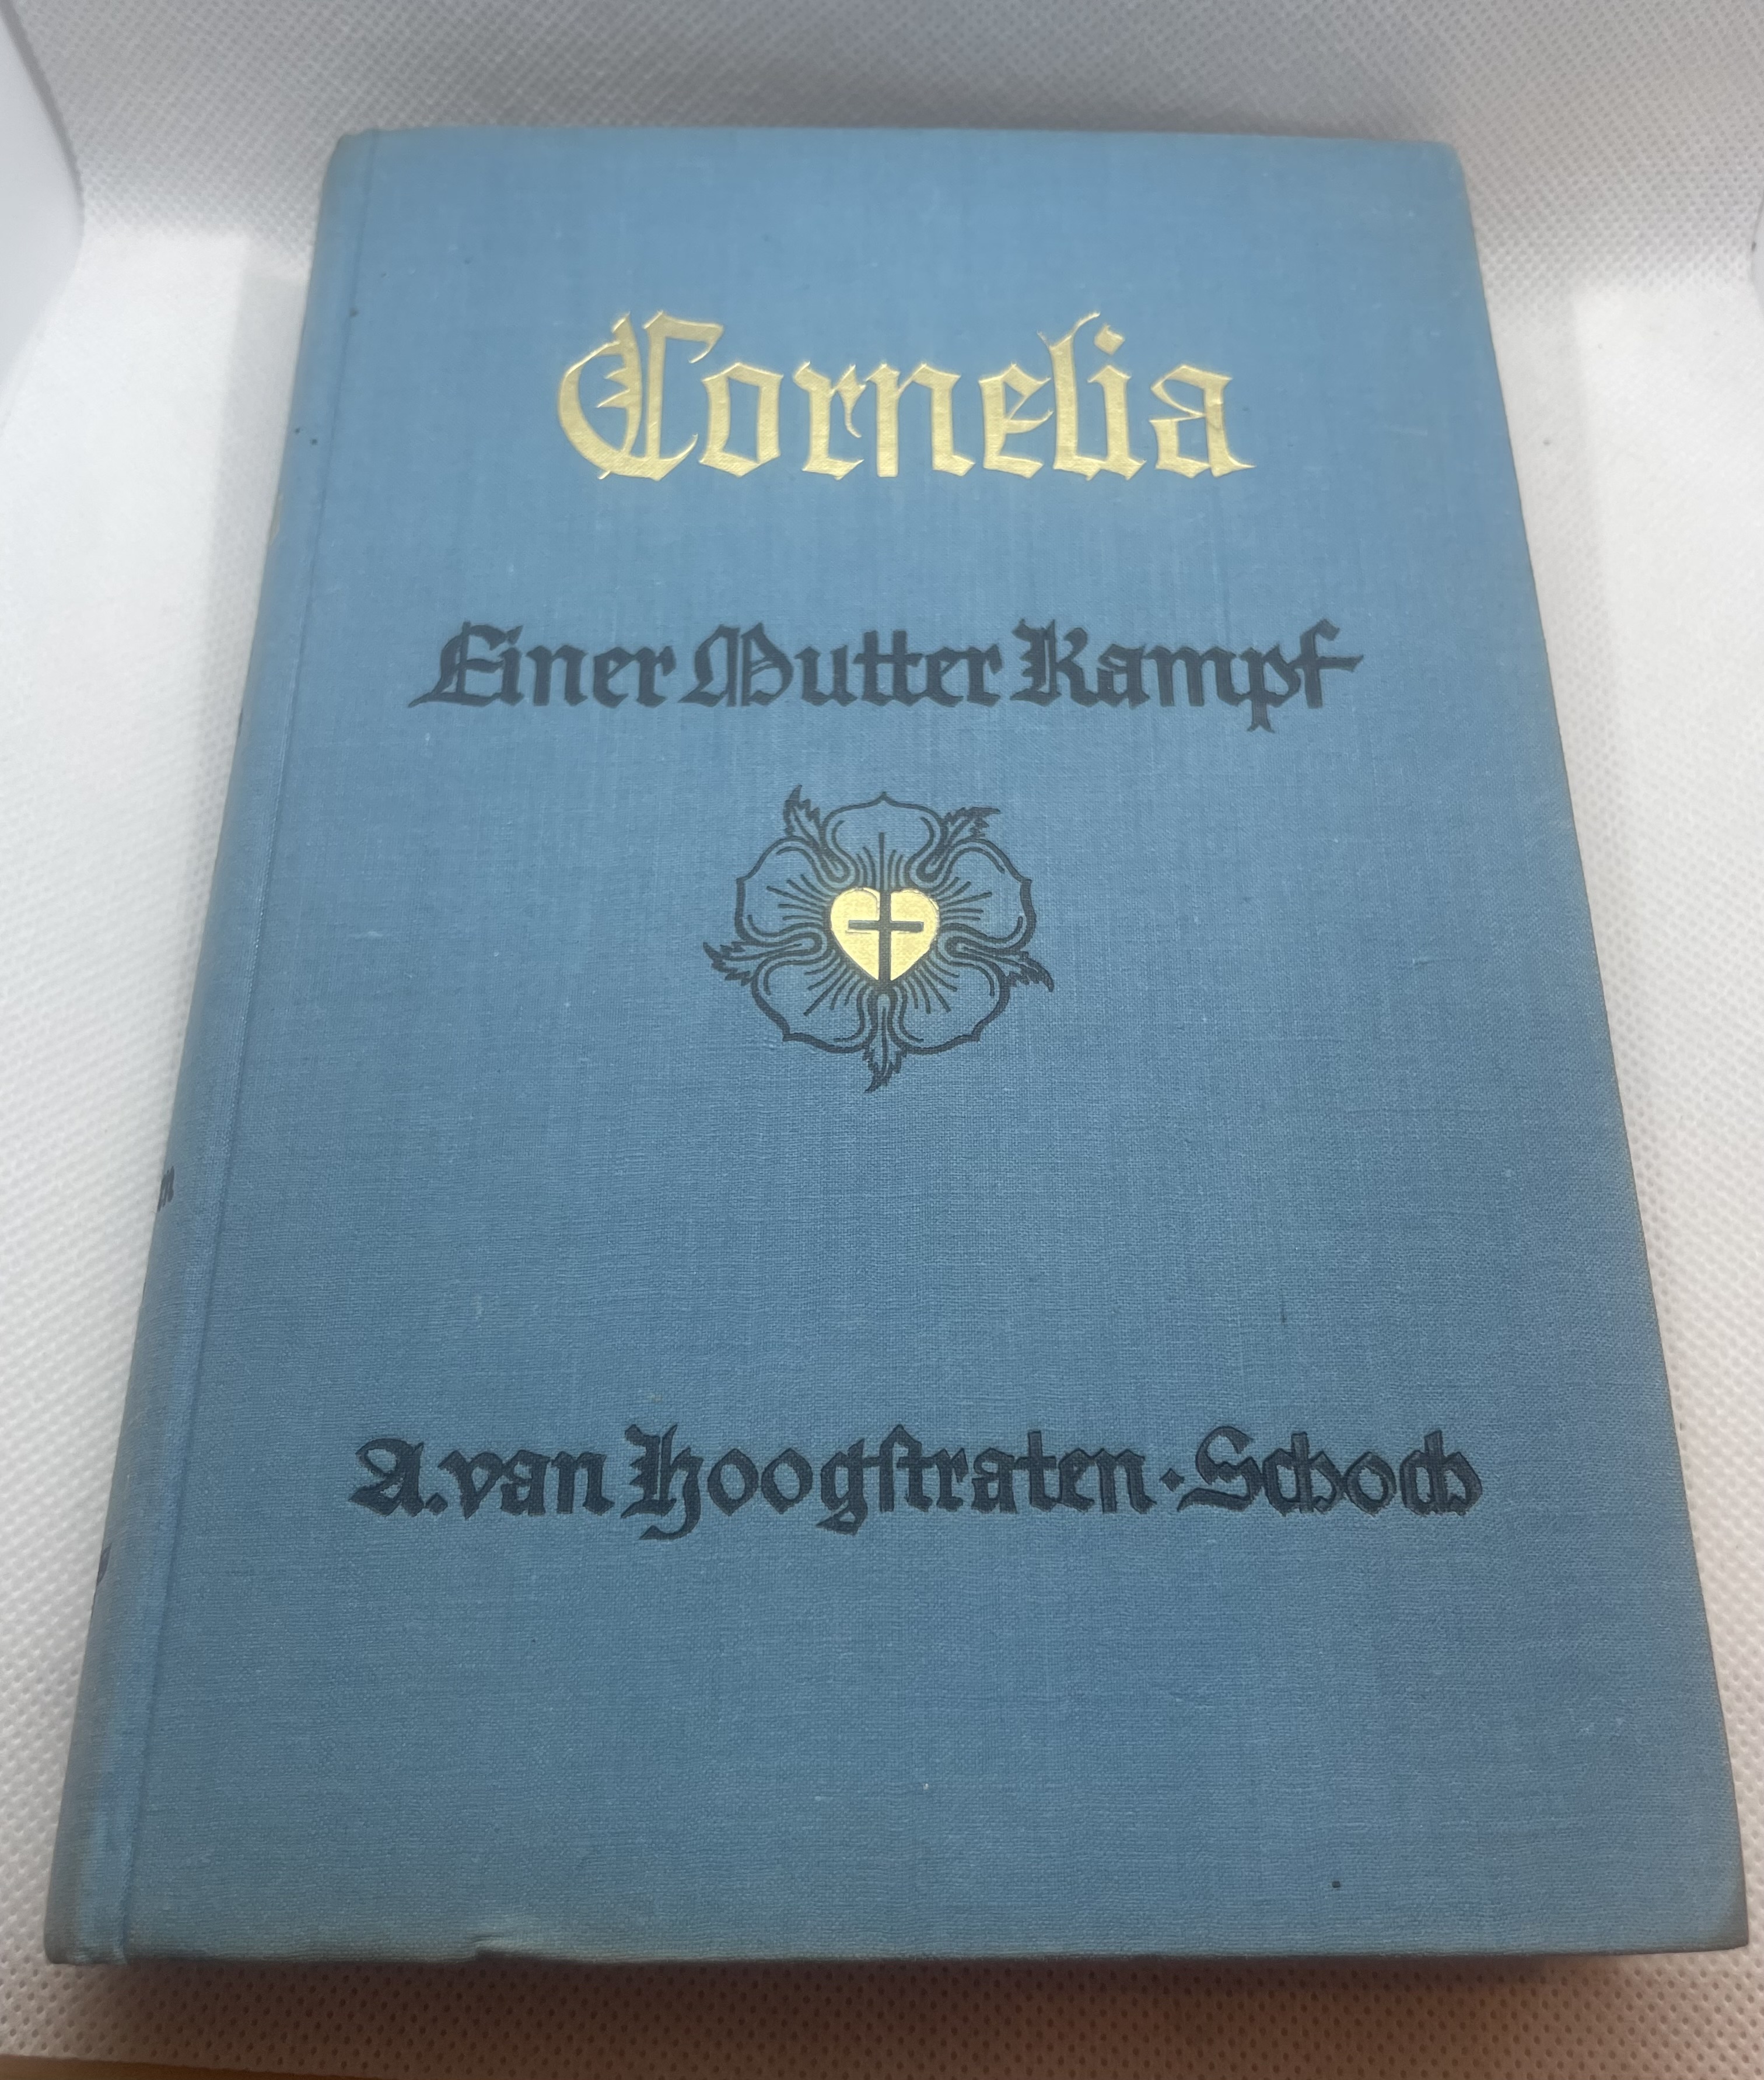 Cornelia
Einer Mutter Kampf
A. van Hoogſtraten · Schoch